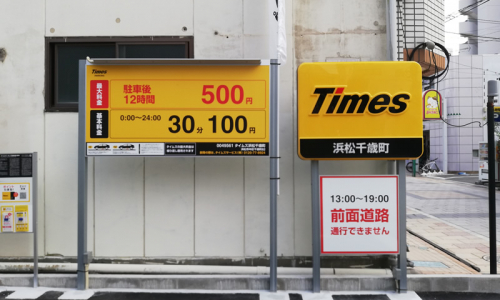 Times
最大料金
駐車後
12時間
500円
基本料金
0:00～24:00
30分100円
Times
浜松千歳町
13:00～19:00
前面道路
通行できません